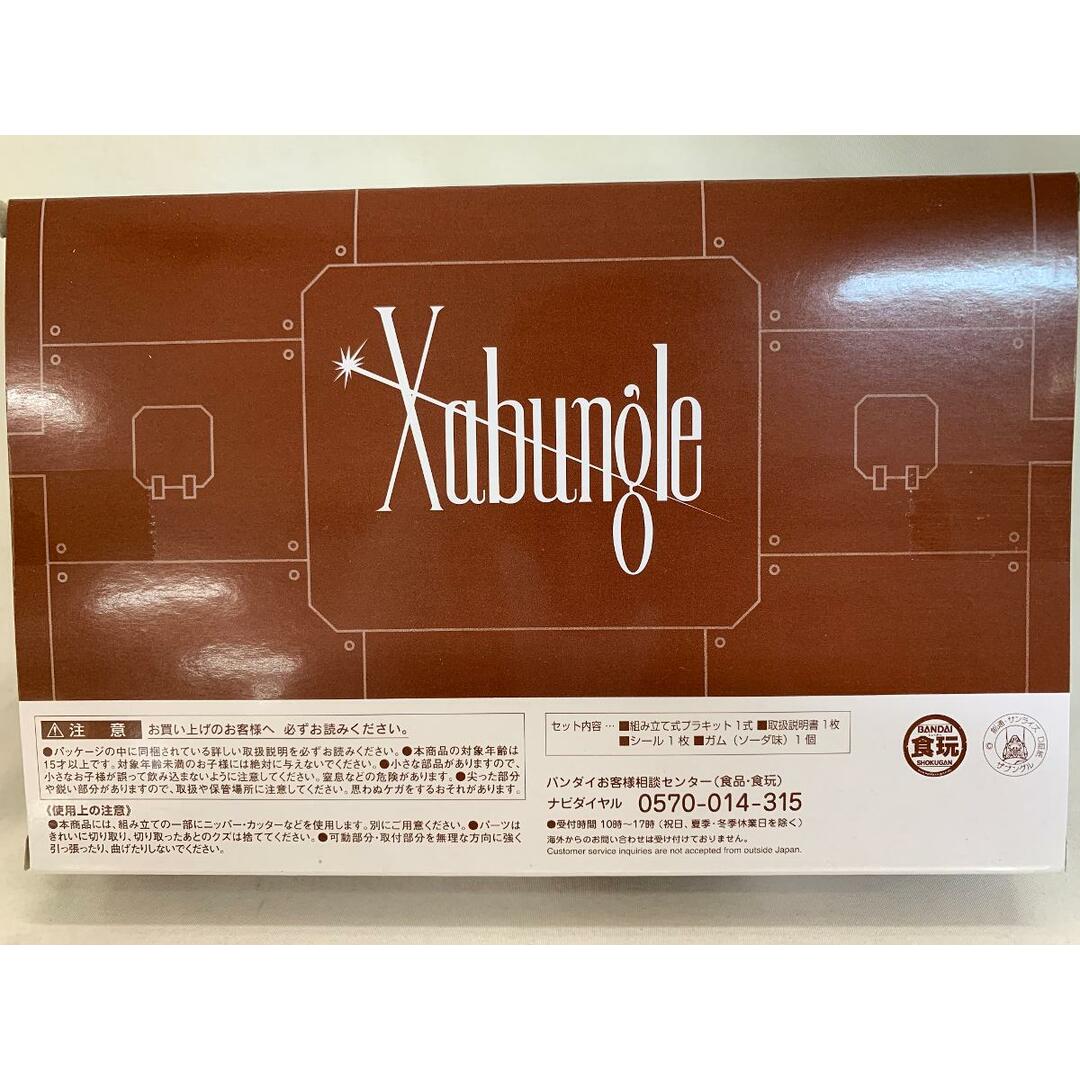 Xabungle
注意 お買い上げのお客様へ 必ずお読みください。
●パッケージの中に同梱されている詳しい取扱説明を必ずお読みください。●本商品の対象年齢は
15才以上です。対象年齢未満のお子様には絶対に与えないでください。●小さな部品がありますので、
小さなお子様が誤って飲み込まないように注意してください。窒息などの危険があります。●尖った部分
や鋭い部分がありますので、取扱や保管場所に注意してください。思わぬケガをするおそれがあります。
《使用上の注意》
●本商品には、組み立ての一部にニッパー・カッターなどを使用します。別にご用意ください。●パーツは
きれいに切り取り、切り取ったあとのクズは捨ててください。●可動部分・取付部分を無理な方向に強く
引っ張ったり、曲げたりしないでください。
セット内容 … ■組み立て式プラキット1式 ■取扱説明書1枚
■シール1枚 ■ガム（ソーダ味）1個
バンダイお客様相談センター（食品・食玩）
ナビダイヤル 0570-014-315
●受付時間 10時〜17時（祝日、夏季・冬季休業日を除く）
海外からのお問い合わせは受け付けておりません。
Customer service inquiries are not accepted from outside Japan.
BANDAI
食玩
SHOKUGAN
創通・サンライズ
ザブングル